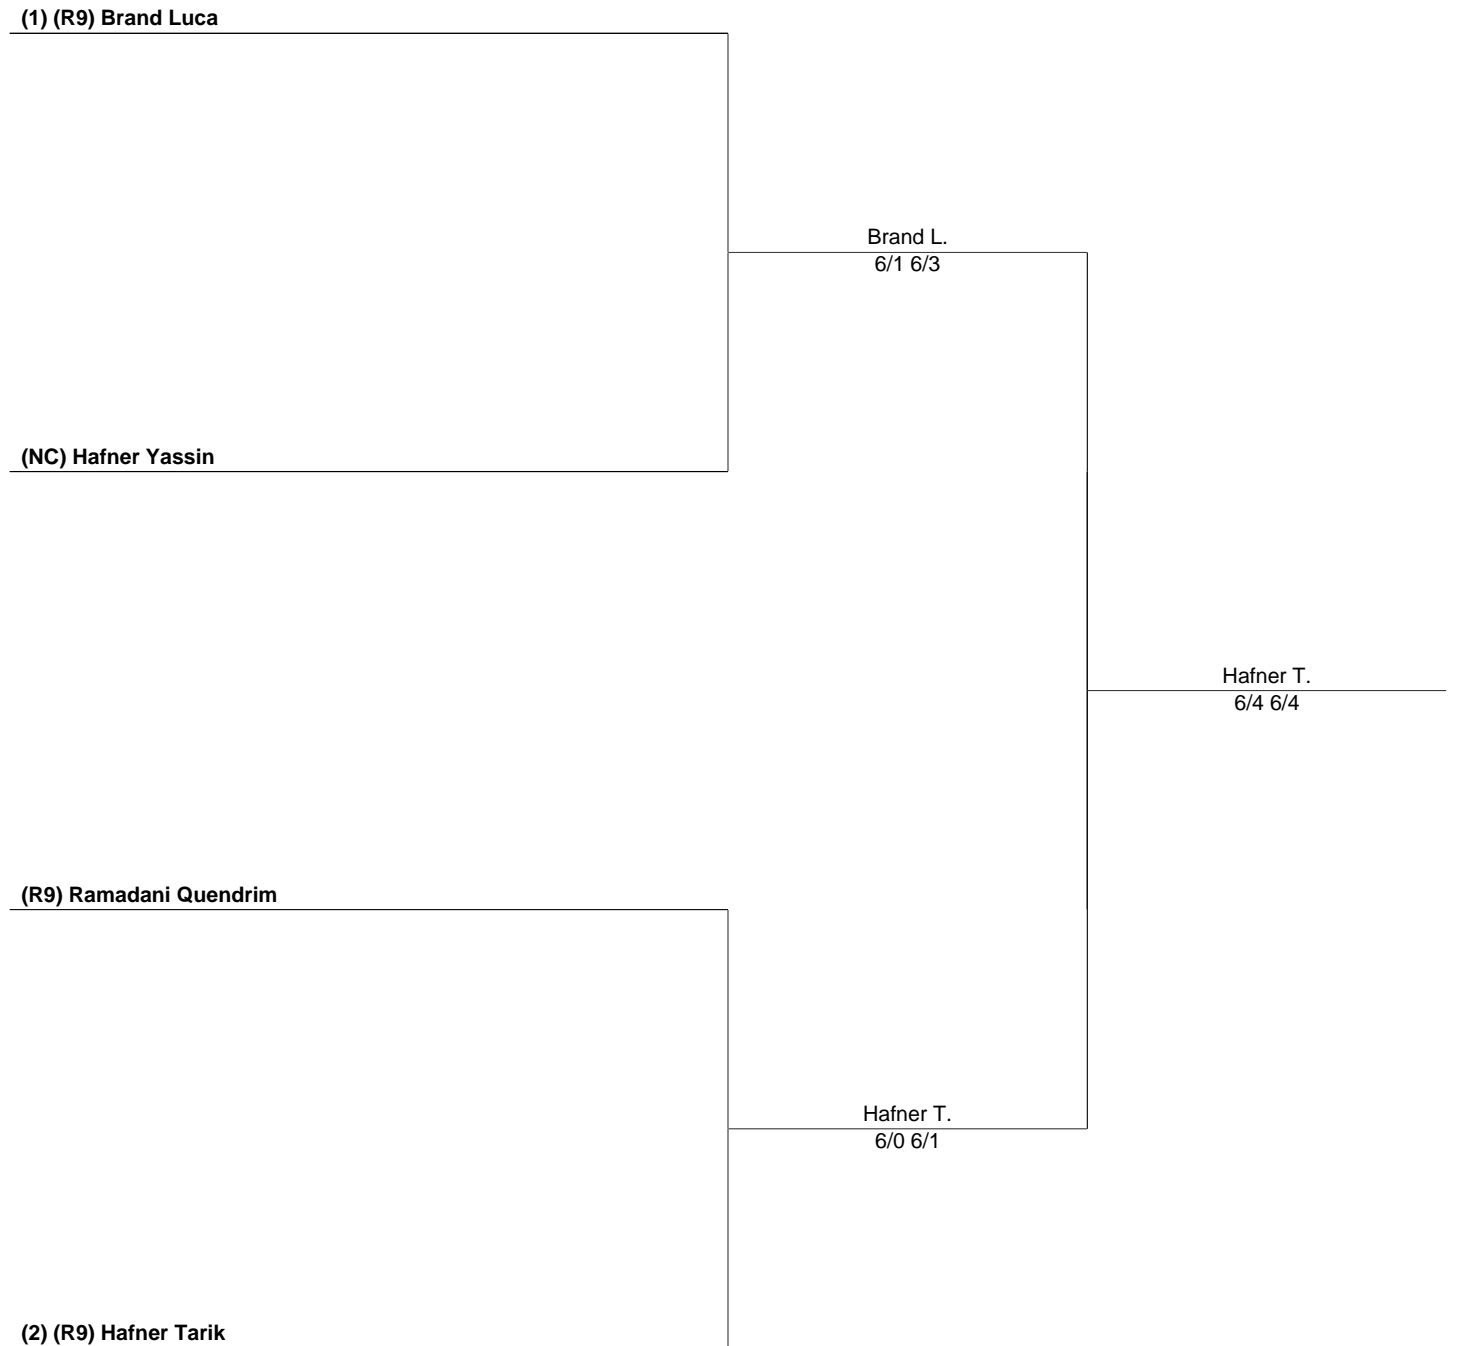 (1) (R9) Brand Luca
Brand L.
6/1 6/3
(NC) Hafner Yassin
Hafner T.
6/4 6/4
(R9) Ramadani Quendrim
Hafner T.
6/0 6/1
(2) (R9) Hafner Tarik